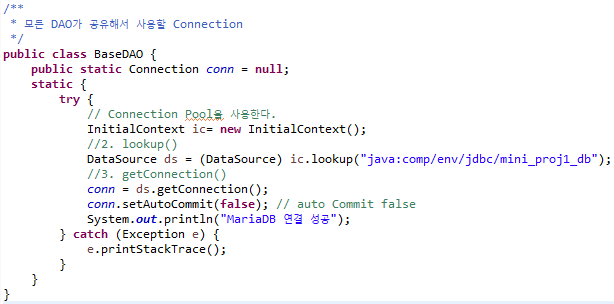 /**
 * 모든 DAO가 공유해서 사용할 Connection
 */
public class BaseDAO {
    public static Connection conn = null;
    static {
        try {
            // Connection Pool을 사용한다.
            InitialContext ic= new InitialContext();
            //2. lookup()
            DataSource ds = (DataSource) ic.lookup("java:comp/env/jdbc/mini_proj1_db");
            //3. getConnection()
            conn = ds.getConnection();
            conn.setAutoCommit(false); // auto Commit false
            System.out.println("MariaDB 연결 성공");
        } catch (Exception e) {
            e.printStackTrace();
        }
    }
}